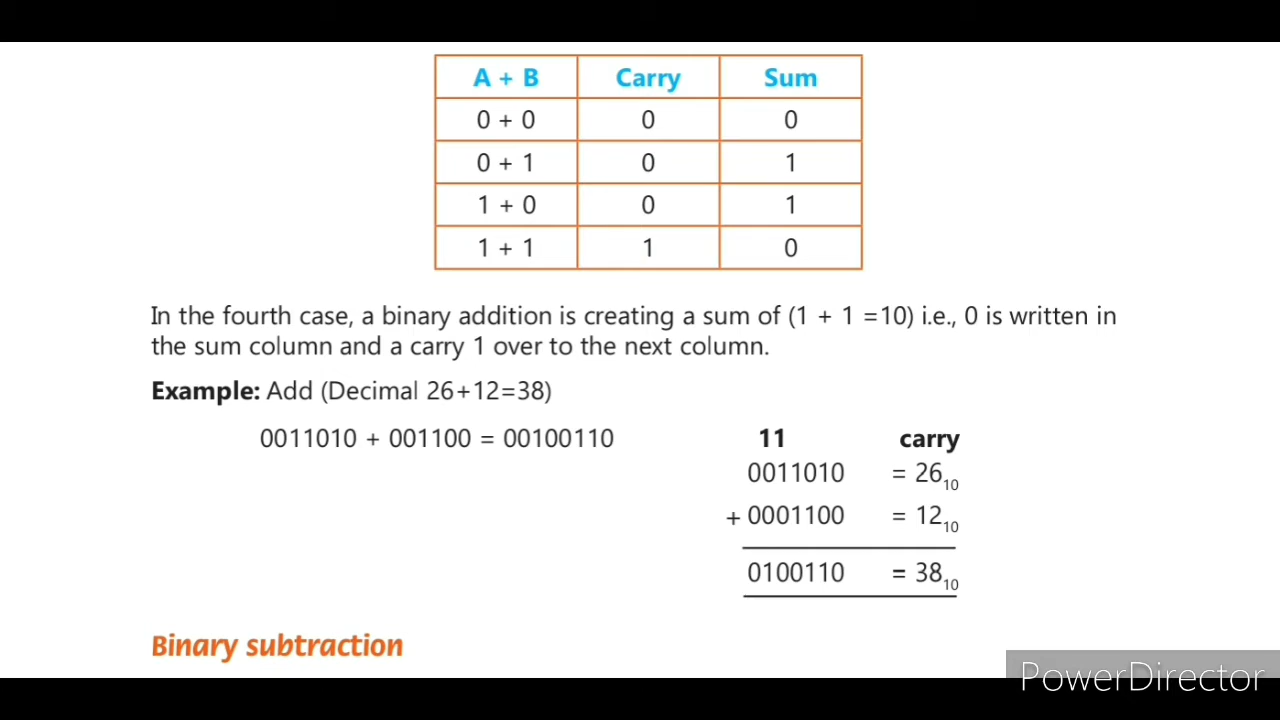 A + B Carry Sum
0 + 0 0 0
0 + 1 0 1
1 + 0 0 1
1 + 1 1 0
In the fourth case, a binary addition is creating a sum of (1 + 1 =10) i.e., 0 is written in
the sum column and a carry 1 over to the next column.
Example: Add (Decimal 26+12=38)
0011010 + 001100 = 00100110 11 carry
0011010 = 26₁₀
+ 0001100 = 12₁₀
0100110 = 38₁₀
Binary subtraction
PowerDirector